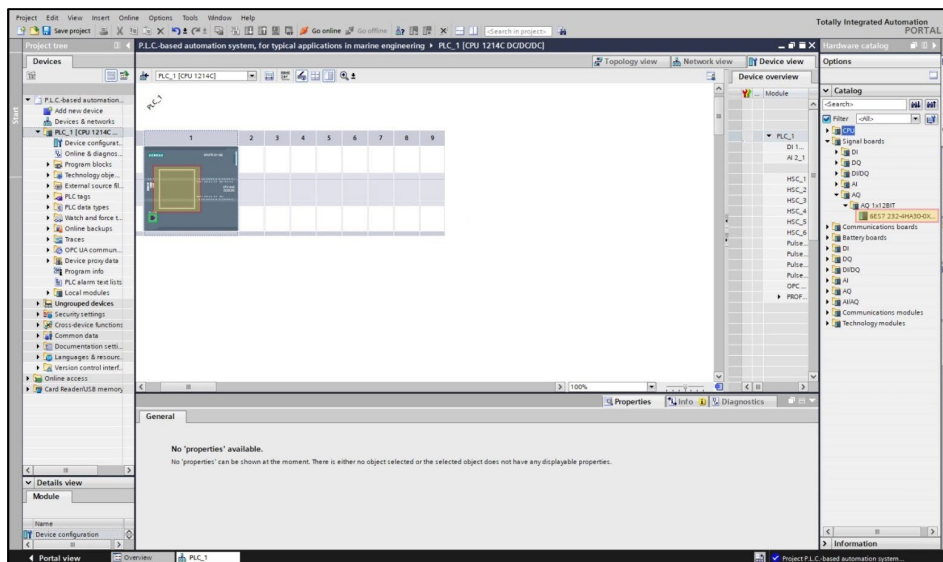 Project Edit View Insert Online Options Tools Window Help
Totally Integrated Automation
PORTAL
Save project
Go online
Go offline
<Search in project>
Project tree
P.L.C.-based automation system, for typical applications in marine engineering PLC_1 [CPU 1214C DC/DC/DC]
Hardware catalog
Devices
Topology view
Network view
Device view
Options
PLC_1 [CPU 1214C]
Device overview
Module
Catalog
<Search>
Filter <All>
Start
P.L.C-based automation...
Add new device
Devices & networks
PLC_1 [CPU 1214C ...
Device configurat...
Online & diagnos...
Program blocks
Technology obje...
External source fil...
PLC tags
PLC data types
Watch and force t...
Online backups
Traces
OPC UA commun...
Device proxy data
Program info
PLC alarm text lists
Local modules
Ungrouped devices
Security settings
Cross-device functions
Common data
Documentation setti...
Languages & resourc...
Version control interf...
Online access
Card Reader/USB memory
PLC_1
1 2 3 4 5 6 7 8 9
SIEMENS
PLC_1
DI 1...
AI 2_1
HSC_1
HSC_2
HSC_3
HSC_4
HSC_5
HSC_6
Pulse...
Pulse...
Pulse...
Pulse...
OPC ...
PROF...
CPU
Signal boards
DI
DQ
DI/DQ
AI
AQ
AQ 1x12BIT
6ES7 232-4HA30-0X...
Communications boards
Battery boards
DI
DQ
DI/DQ
AI
AQ
AI/AQ
Communications modules
Technology modules
100%
Properties
Info
Diagnostics
General
No 'properties' available.
No 'properties' can be shown at the moment. There is either no object selected or the selected object does not have any displayable properties.
Details view
Module
Name
Device configuration
Information
Portal view
Overview
PLC_1
Project P.L.C.-based automation system...